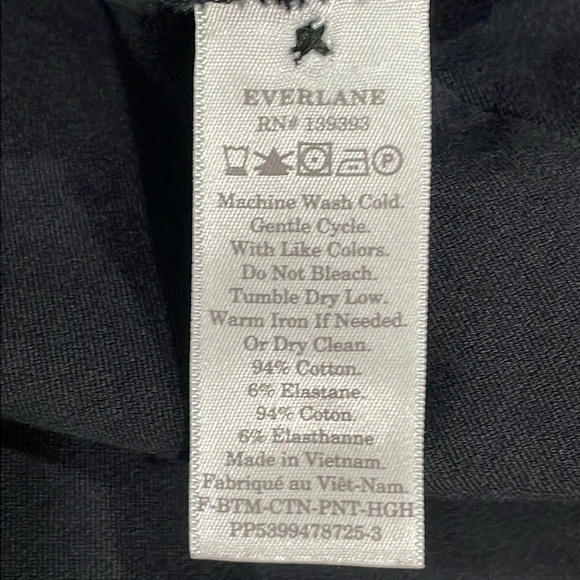 EVERLANE
RN# 139393
P
Machine Wash Cold.
Gentle Cycle.
With Like Colors.
Do Not Bleach.
Tumble Dry Low.
Warm Iron If Needed.
Or Dry Clean.
94% Cotton.
6% Elastane.
94% Coton.
6% Elasthanne
Made in Vietnam.
Fabriqué au Viêt-Nam.
F-BTM-CTN-PNT-HGH
PP5399478725-3